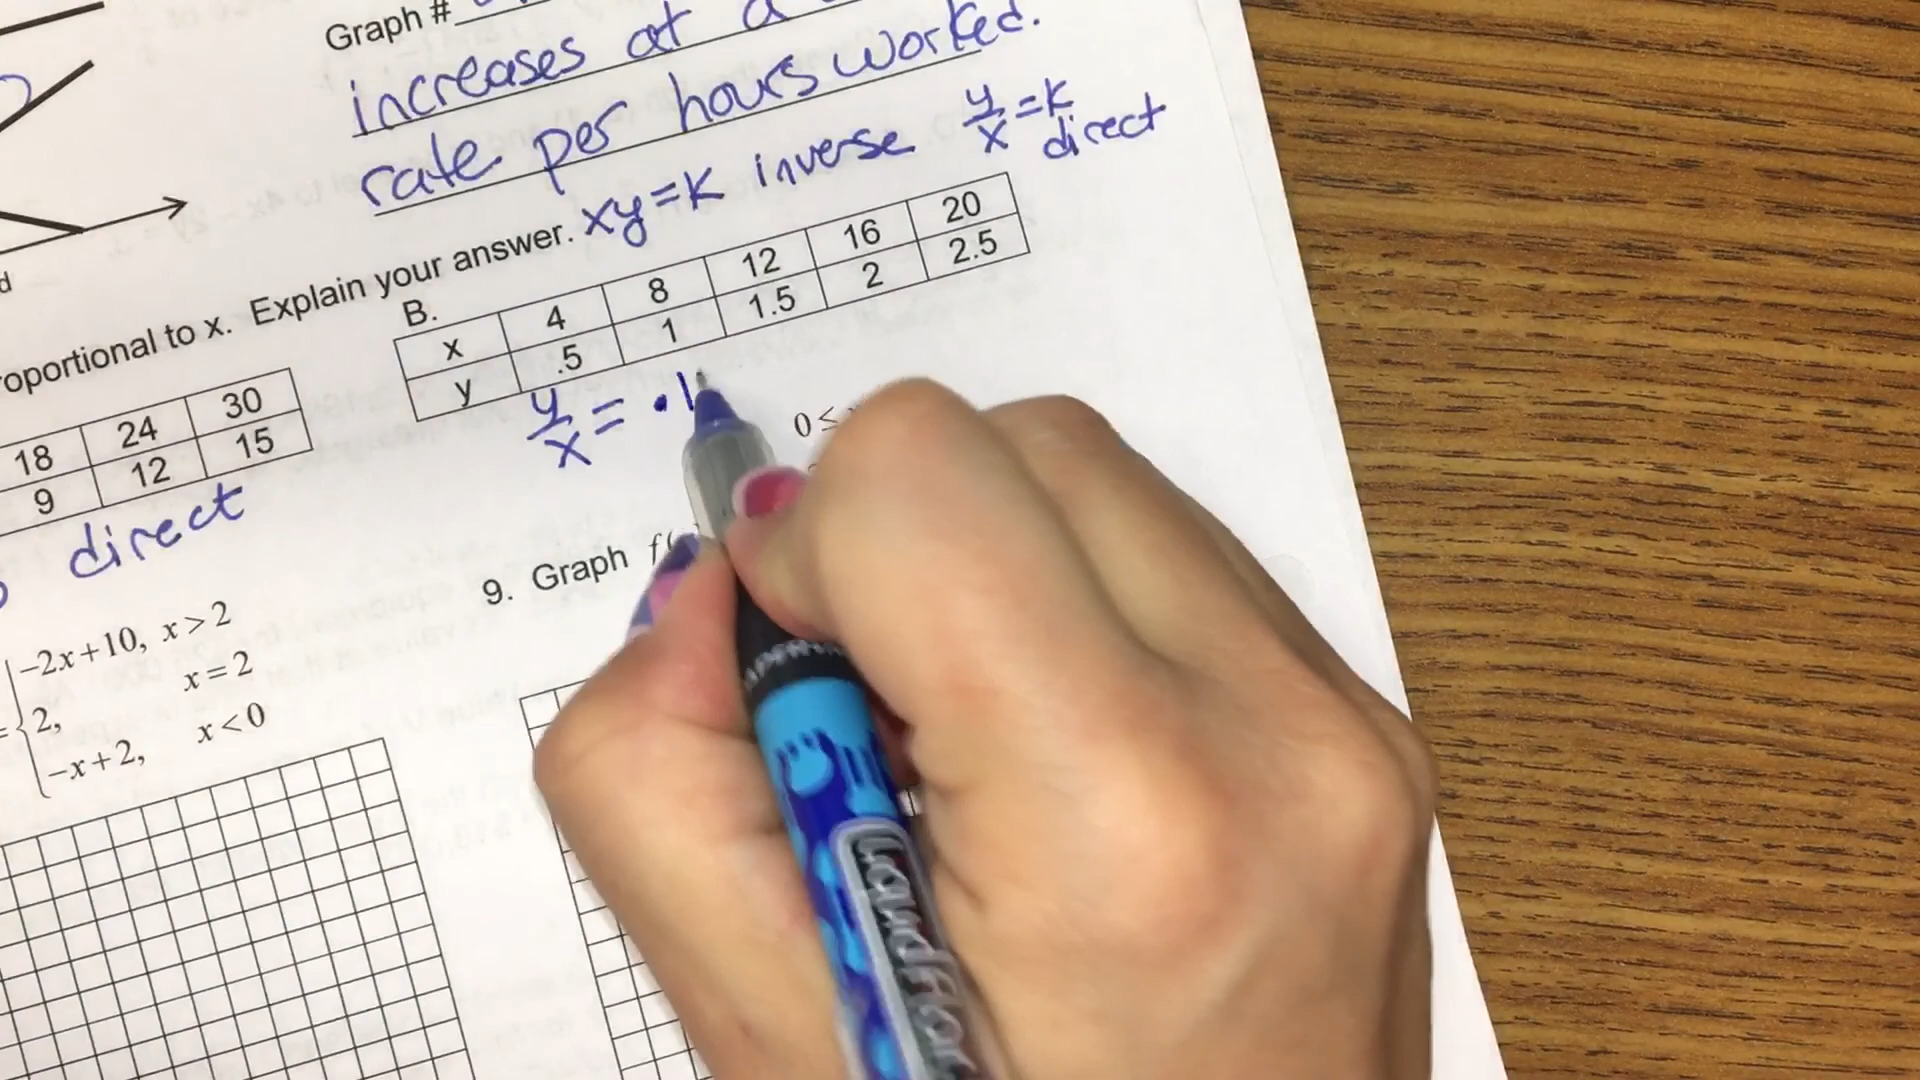 Graph #
increases at a
rate per hours worked.
xy=k inverse y/x=k direct
roportional to x. Explain your answer.
B.
x 4 8 12 16 20
y .5 1 1.5 2 2.5
y/x = .1
18 24 30
9 12 15
direct
0≤
9. Graph f(
-2x+10, x>2
2, x=2
-x+2, x<0